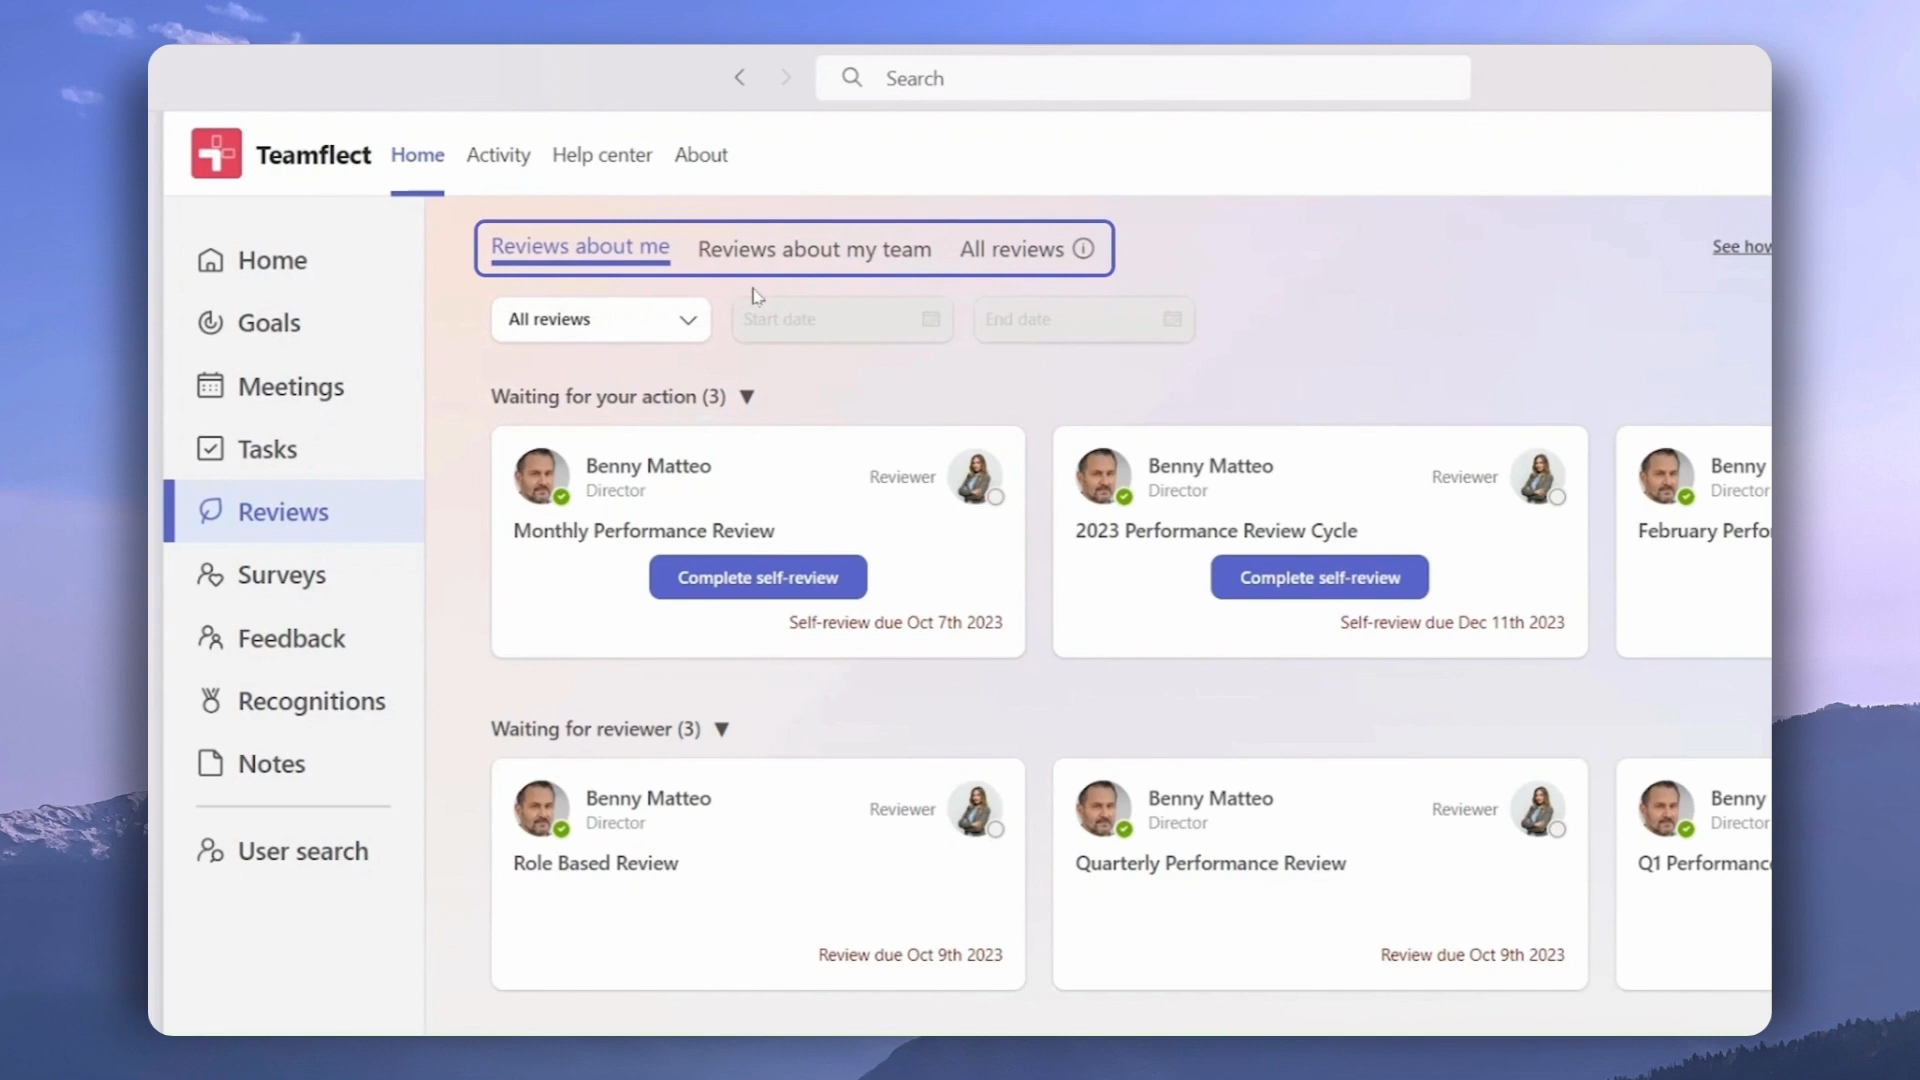 Search
Teamflect Home Activity Help center About
Home
Goals
Meetings
Tasks
Reviews
Surveys
Feedback
Recognitions
Notes
User search
Reviews about me Reviews about my team All reviews
See how
All reviews Start date End date
Waiting for your action (3)
Benny Matteo
Director
Reviewer
Monthly Performance Review
Complete self-review
Self-review due Oct 7th 2023
Benny Matteo
Director
Reviewer
2023 Performance Review Cycle
Complete self-review
Self-review due Dec 11th 2023
Benny
Director
February Perfo
Waiting for reviewer (3)
Benny Matteo
Director
Reviewer
Role Based Review
Review due Oct 9th 2023
Benny Matteo
Director
Reviewer
Quarterly Performance Review
Review due Oct 9th 2023
Benny
Director
Q1 Performance